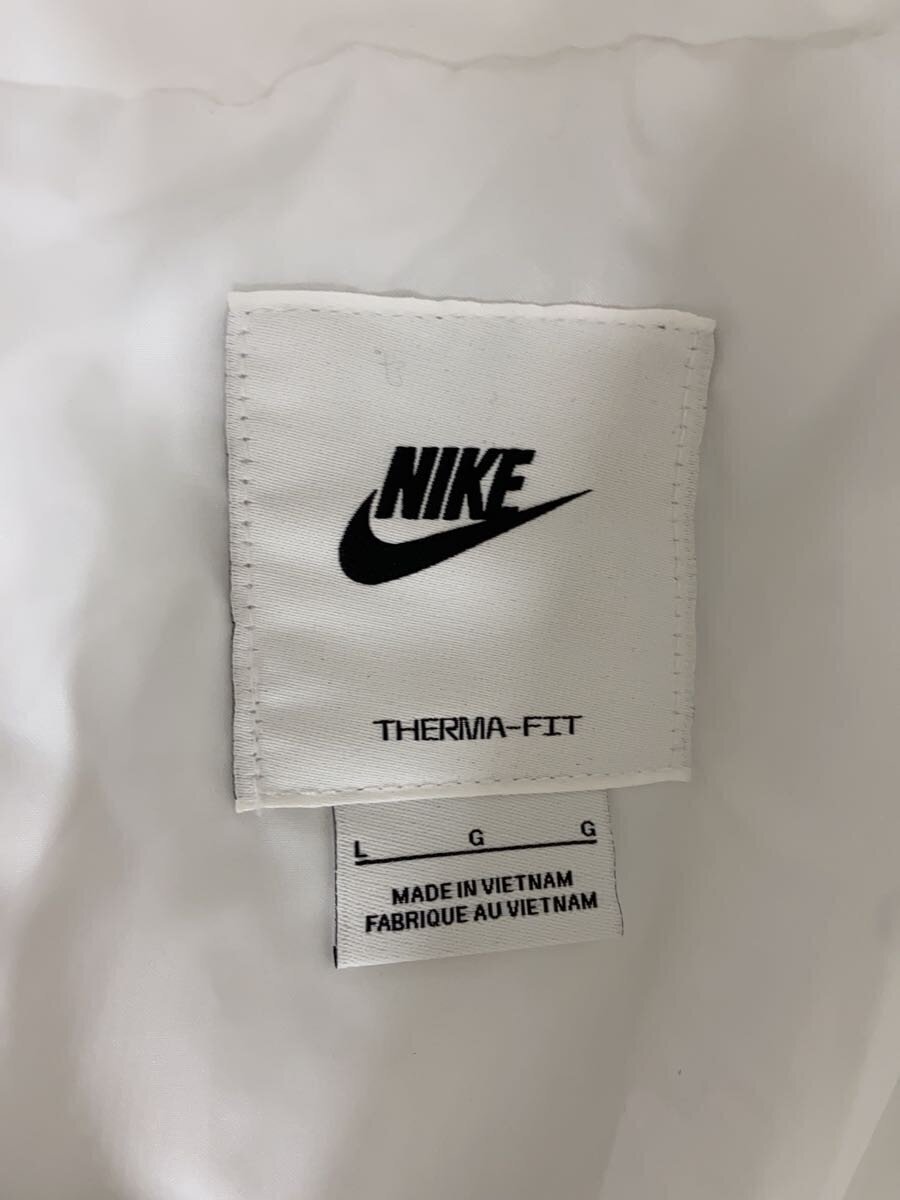 NIKE
THERMA-FIT
L G G
MADE IN VIETNAM
FABRIQUE AU VIETNAM